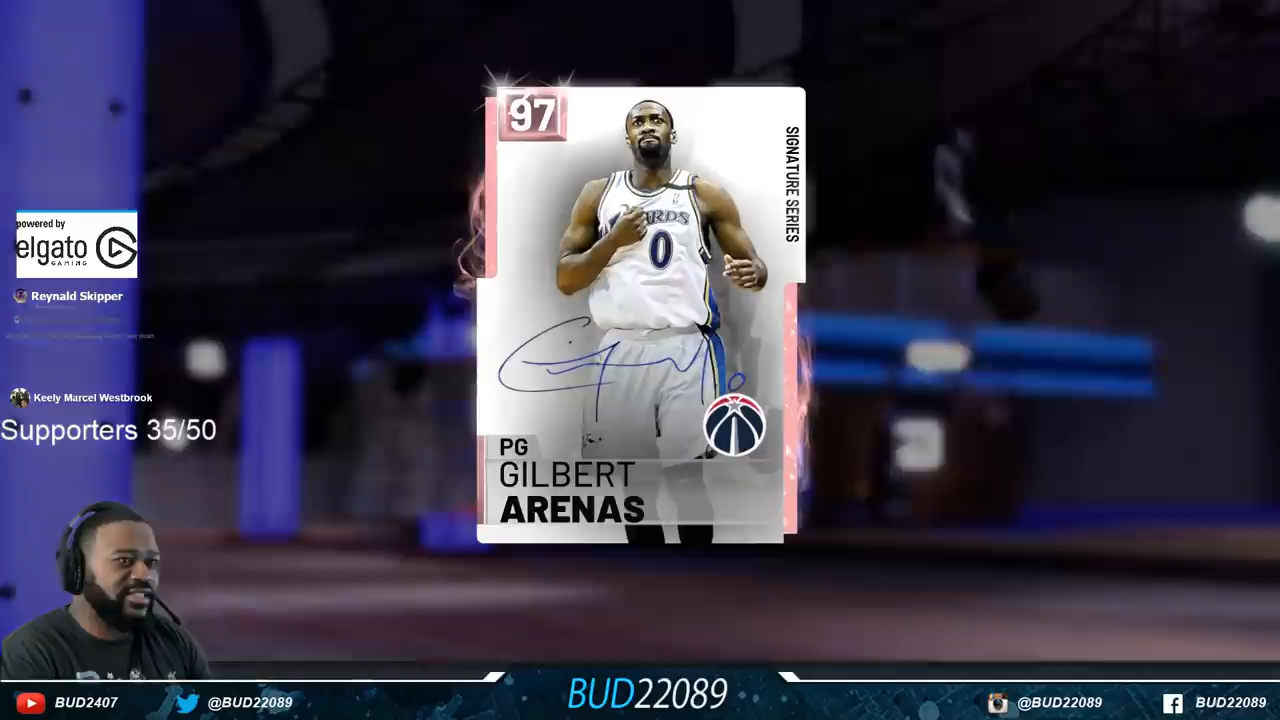 97
SIGNATURE SERIES
0
powered by
elgato
GAMING
Reynald Skipper
Keely Marcel Westbrook
Supporters 35/50
PG
GILBERT
ARENAS
BUD2407
@BUD22089
BUD22089
@BUD22089
BUD22089